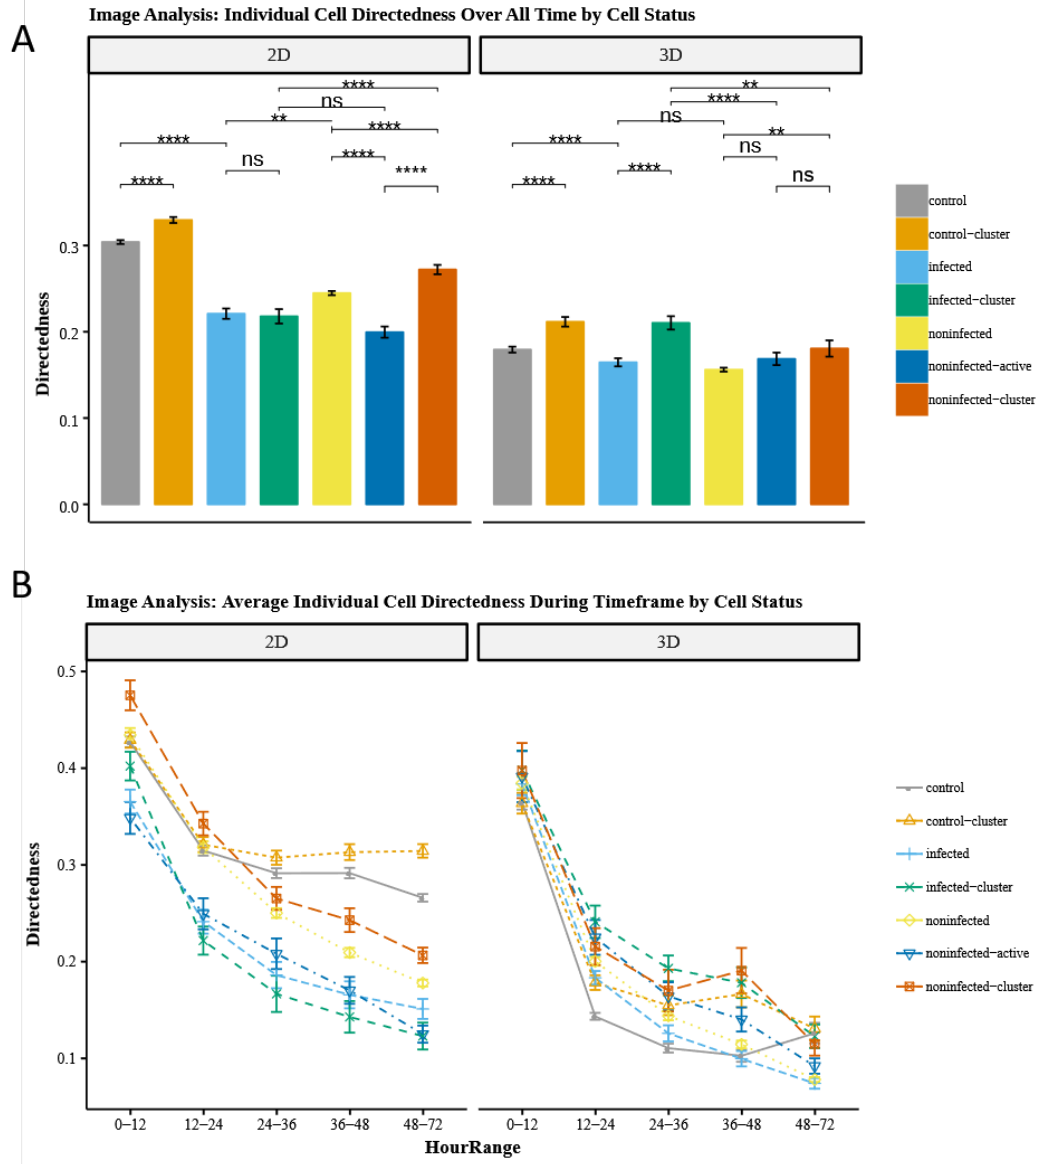 A
Image Analysis: Individual Cell Directedness Over All Time by Cell Status
2D
3D
****
ns
**
****
****
****
ns
****
****
**
****
ns
**
****
ns
****
****
ns
Directedness
0.3
0.2
0.1
0.0
control
control-cluster
infected
infected-cluster
noninfected
noninfected-active
noninfected-cluster
B
Image Analysis: Average Individual Cell Directedness During Timeframe by Cell Status
2D
3D
Directedness
0.5
0.4
0.3
0.2
0.1
control
control-cluster
infected
infected-cluster
noninfected
noninfected-active
noninfected-cluster
0–12
12–24
24–36
36–48
48–72
0–12
12–24
24–36
36–48
48–72
HourRange